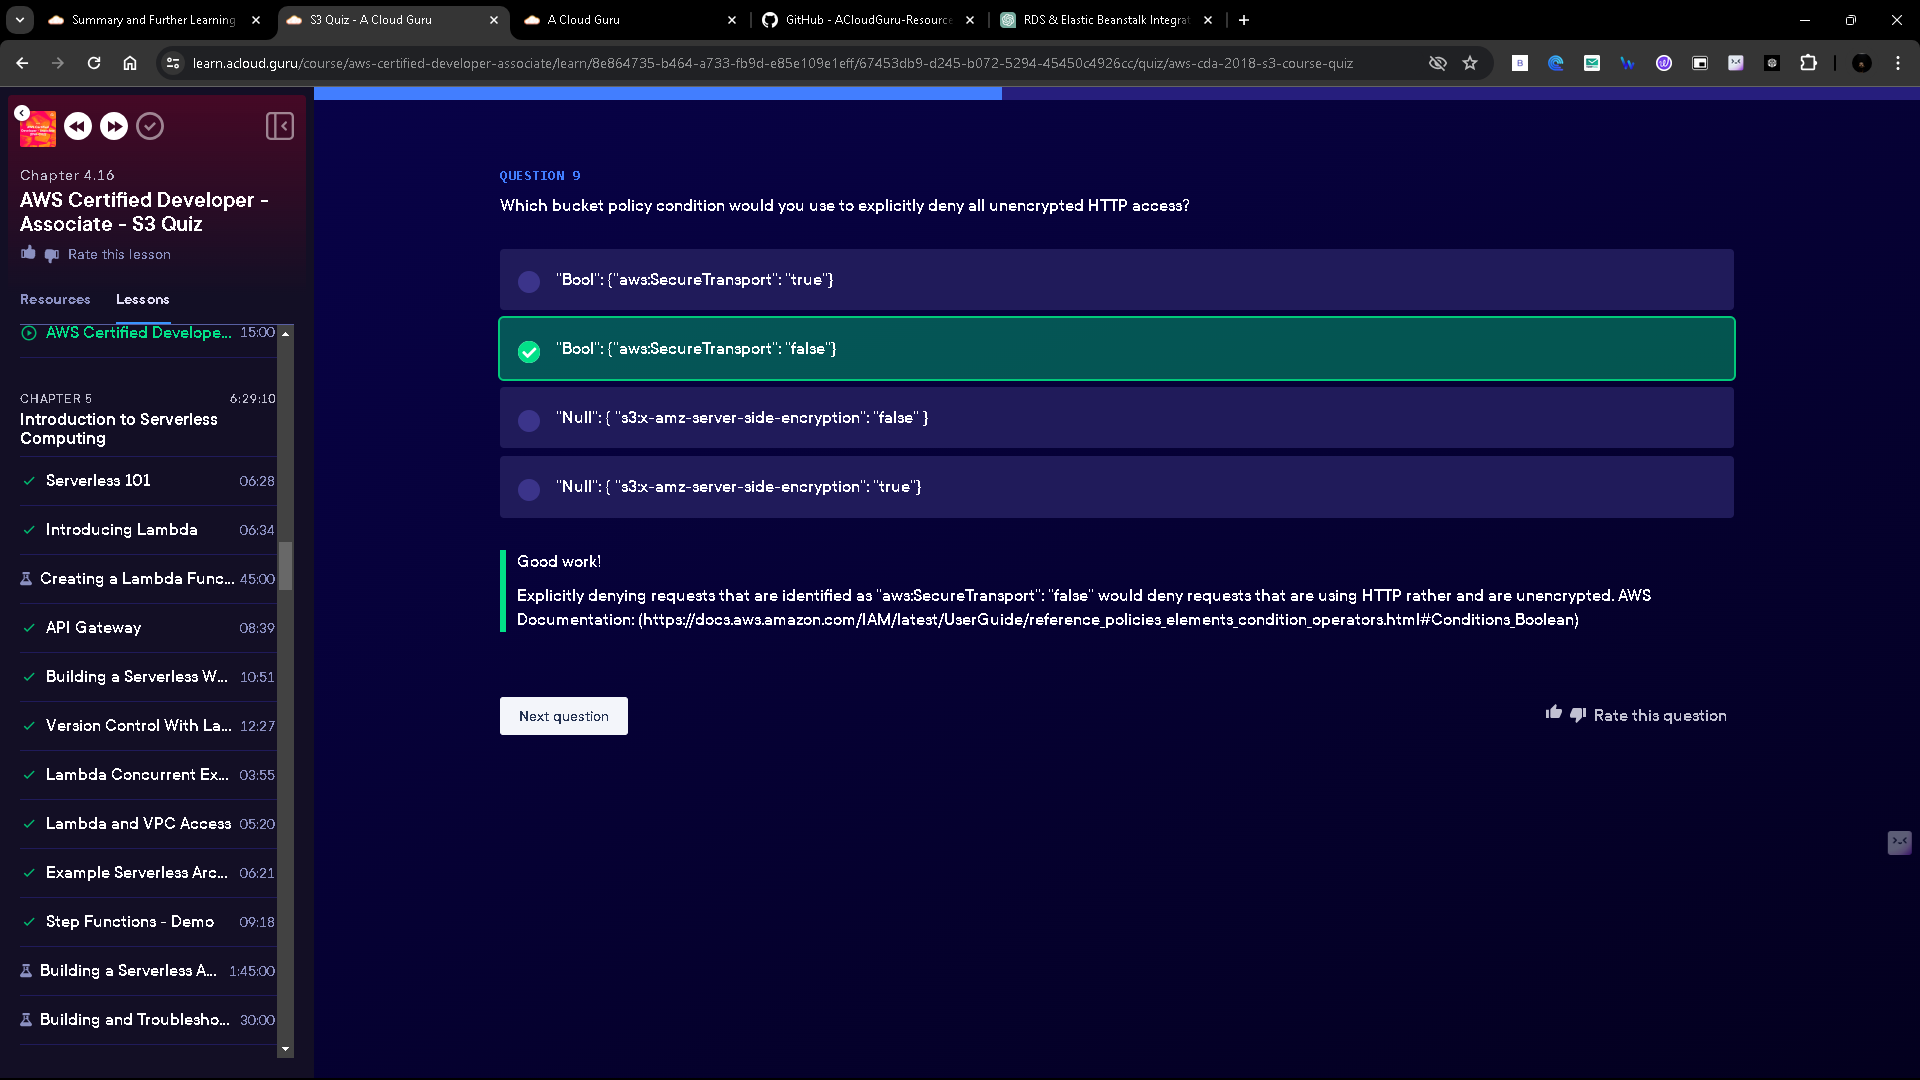 Summary and Further Learning
S3 Quiz - A Cloud Guru
A Cloud Guru
GitHub - ACloudGuru-Resource
RDS & Elastic Beanstalk Integrat
learn.acloud.guru/course/aws-certified-developer-associate/learn/8e864735-b464-a733-fb9d-e85e109e1eff/67453db9-d245-b072-5294-45450c4926cc/quiz/aws-cda-2018-s3-course-quiz
Chapter 4.16
AWS Certified Developer -
Associate - S3 Quiz
Rate this lesson
Resources
Lessons
AWS Certified Develope... 15:00
CHAPTER 5 6:29:10
Introduction to Serverless
Computing
Serverless 101 06:28
Introducing Lambda 06:34
Creating a Lambda Func... 45:00
API Gateway 08:39
Building a Serverless W... 10:51
Version Control With La... 12:27
Lambda Concurrent Ex... 03:55
Lambda and VPC Access 05:20
Example Serverless Arc... 06:21
Step Functions - Demo 09:18
Building a Serverless A... 1:45:00
Building and Troublesho... 30:00
QUESTION 9
Which bucket policy condition would you use to explicitly deny all unencrypted HTTP access?
"Bool": {"aws:SecureTransport": "true"}
"Bool": {"aws:SecureTransport": "false"}
"Null": { "s3:x-amz-server-side-encryption": "false" }
"Null": { "s3:x-amz-server-side-encryption": "true"}
Good work!
Explicitly denying requests that are identified as "aws:SecureTransport": "false" would deny requests that are using HTTP rather and are unencrypted. AWS
Documentation: (https://docs.aws.amazon.com/IAM/latest/UserGuide/reference_policies_elements_condition_operators.html#Conditions_Boolean)
Next question
Rate this question